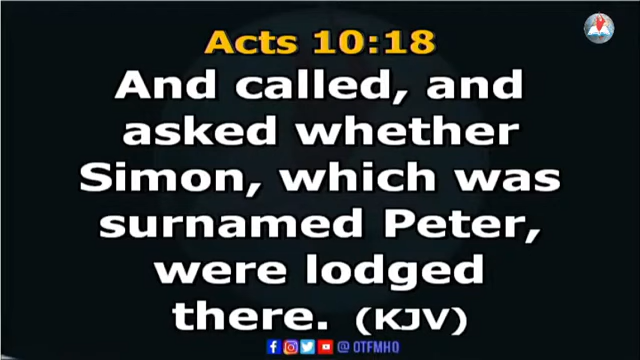 Acts 10:18
And called, and
asked whether
Simon, which was
surnamed Peter,
were lodged
there. (KJV)
@ OTFMHQ